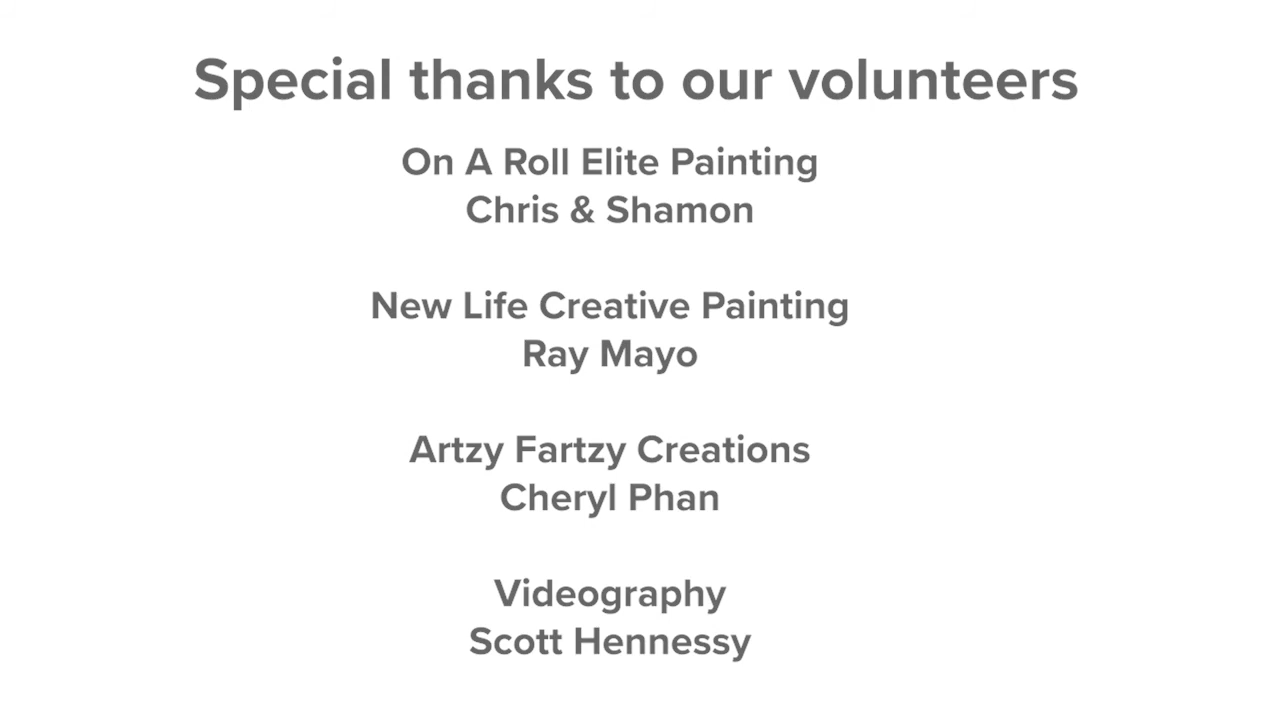 Special thanks to our volunteers
On A Roll Elite Painting
Chris & Shamon
New Life Creative Painting
Ray Mayo
Artzy Fartzy Creations
Cheryl Phan
Videography
Scott Hennessy